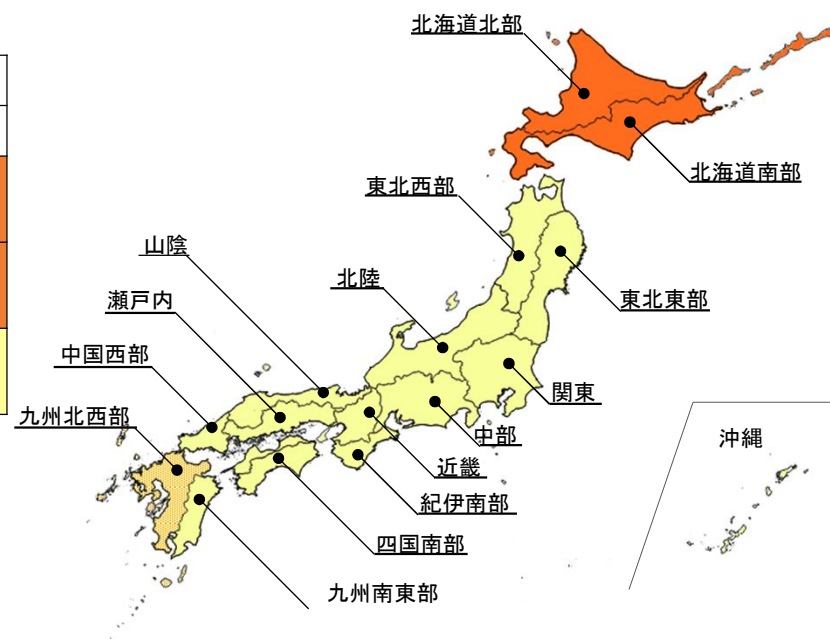 北海道北部
北海道南部
東北西部
山陰
北陸
東北東部
瀬戸内
中国西部
関東
九州北西部
中部
沖縄
近畿
紀伊南部
四国南部
九州南東部